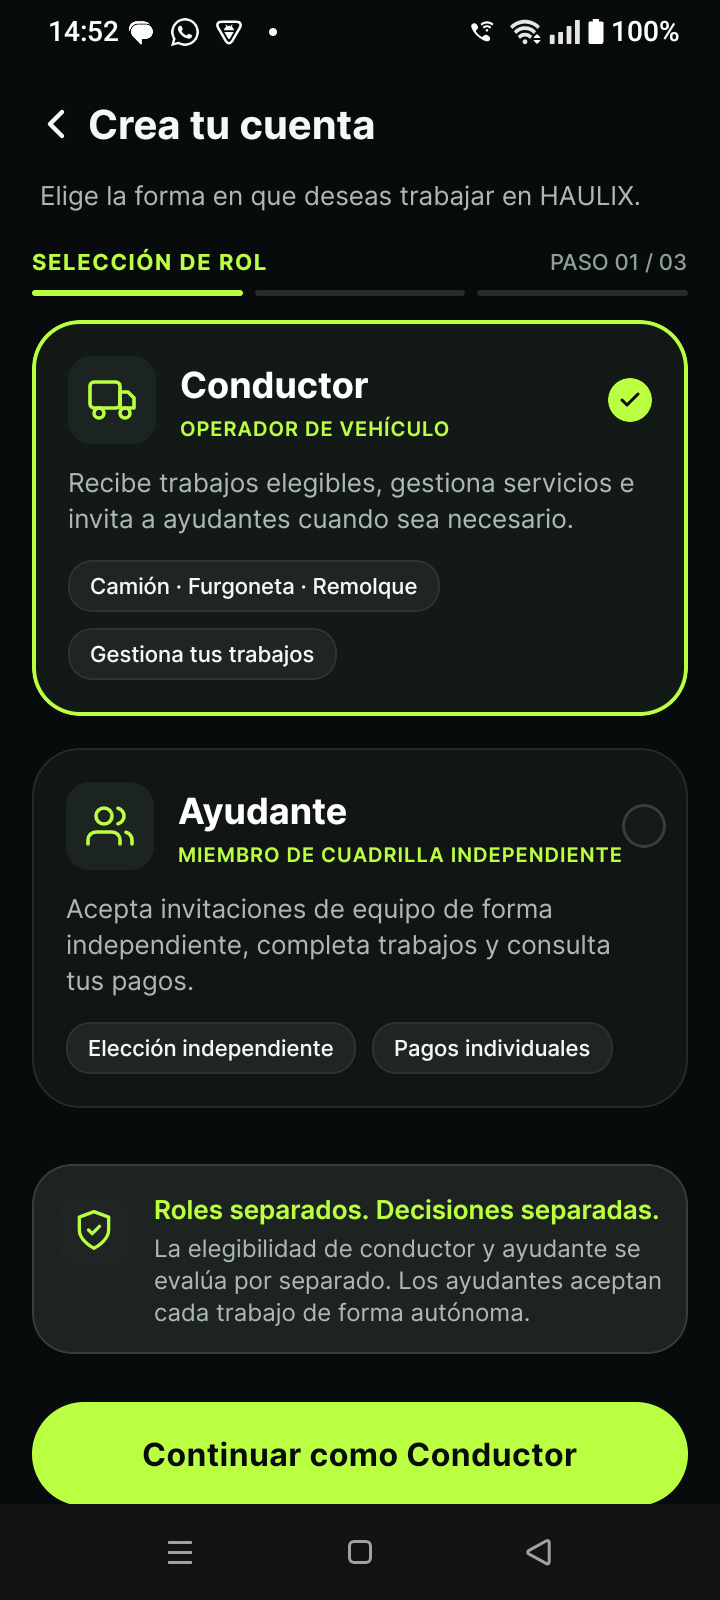 14:52
100%
Crea tu cuenta
Elige la forma en que deseas trabajar en HAULIX.
SELECCIÓN DE ROL
PASO 01 / 03
Conductor
OPERADOR DE VEHÍCULO
Recibe trabajos elegibles, gestiona servicios e
invita a ayudantes cuando sea necesario.
Camión · Furgoneta · Remolque
Gestiona tus trabajos
Ayudante
MIEMBRO DE CUADRILLA INDEPENDIENTE
Acepta invitaciones de equipo de forma
independiente, completa trabajos y consulta
tus pagos.
Elección independiente
Pagos individuales
Roles separados. Decisiones separadas.
La elegibilidad de conductor y ayudante se
evalúa por separado. Los ayudantes aceptan
cada trabajo de forma autónoma.
Continuar como Conductor